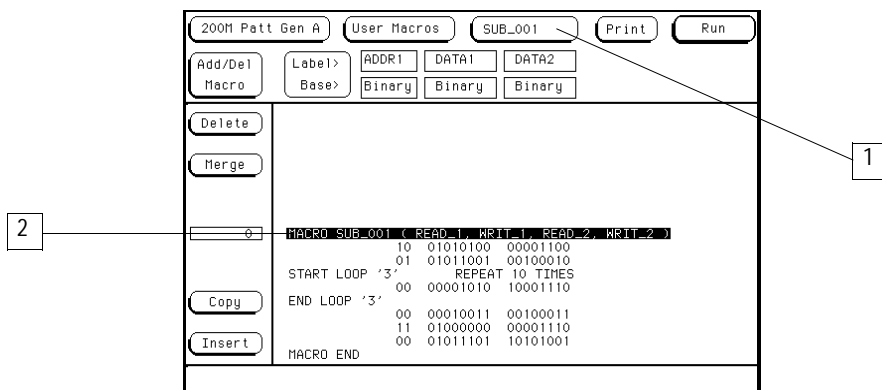 200M Patt Gen A User Macros SUB_001 Print Run
Add/Del Macro
Label> ADDR1 DATA1 DATA2
Base> Binary Binary Binary
Delete
Merge
1
2
0 MACRO SUB_001 ( READ_1, WRIT_1, READ_2, WRIT_2 )
10 01010100 00001100
01 01011001 00100010
START LOOP '3' REPEAT 10 TIMES
00 00001010 10001110
Copy
END LOOP '3'
00 00010011 00100011
11 01000000 00001110
Insert
00 01011101 10101001
MACRO END